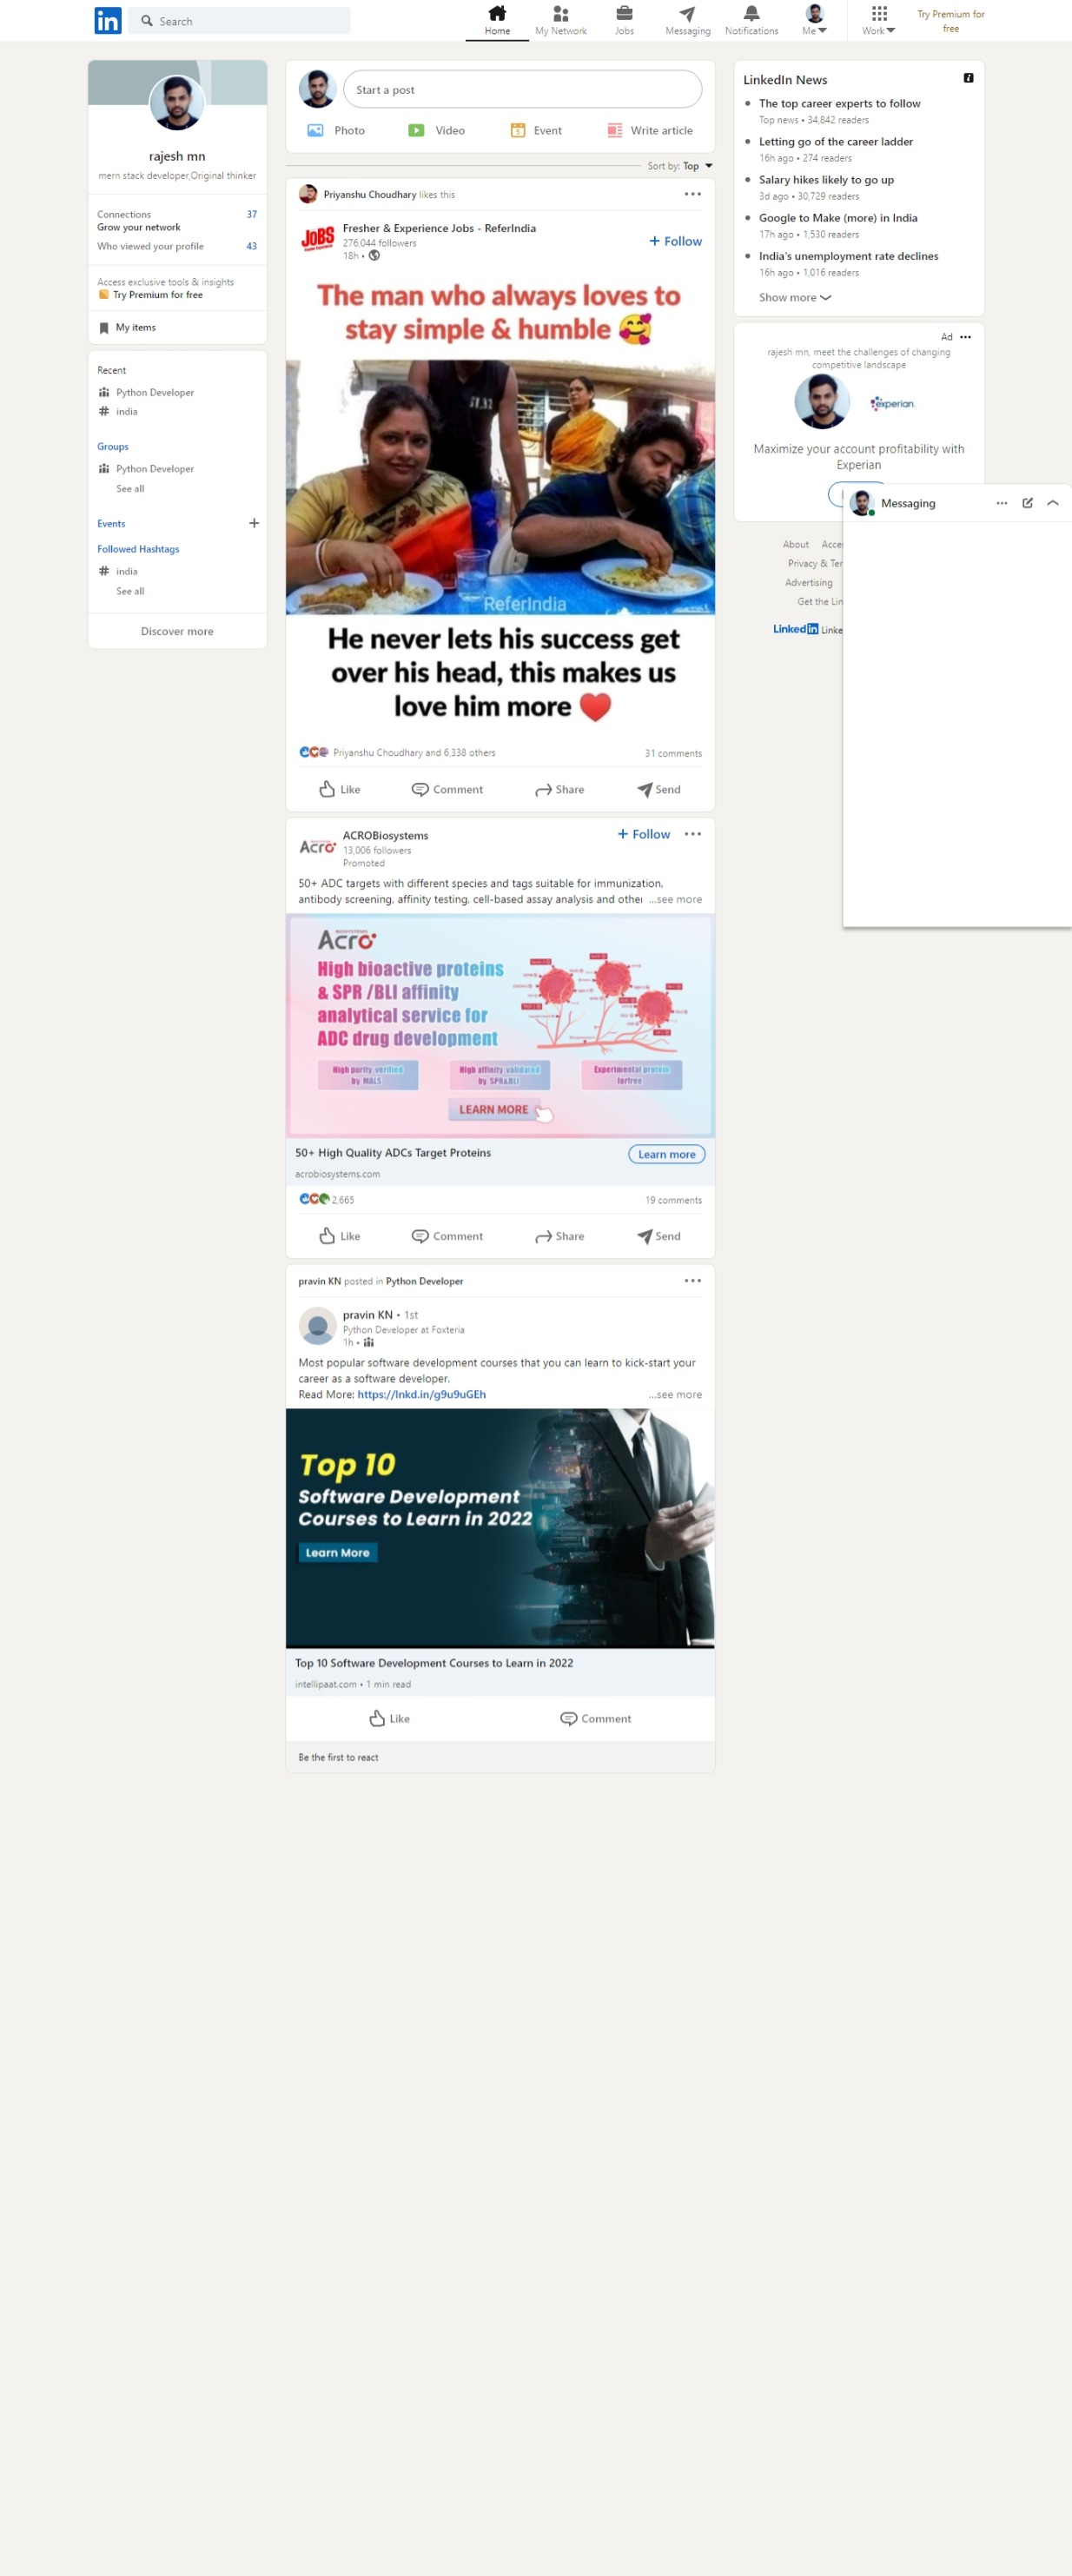 in
Search
Home
My Network
Jobs
Messaging
Notifications
Me
Work
Try Premium for
free
rajesh mn
mern stack developer,Original thinker
Connections 37
Grow your network
Who viewed your profile 43
Access exclusive tools & insights
Try Premium for free
My items
Recent
Python Developer
# india
Groups
Python Developer
See all
Events +
Followed Hashtags
# india
See all
Discover more
Start a post
Photo Video Event Write article
Sort by: Top
Priyanshu Choudhary likes this
JOBS
Fresher & Experience Jobs - ReferIndia
276,044 followers
18h •
+ Follow
The man who always loves to
stay simple & humble 🥰
ReferIndia
He never lets his success get
over his head, this makes us
love him more ❤️
Priyanshu Choudhary and 6,338 others 31 comments
Like Comment Share Send
Acro
ACROBiosystems
13,006 followers
Promoted
+ Follow
50+ ADC targets with different species and tags suitable for immunization,
antibody screening, affinity testing, cell-based assay analysis and other ...see more
Acro
High bioactive proteins
& SPR /BLI affinity
analytical service for
ADC drug development
High purity verified
by MALS
High affinity validated
by SPR&BLI
Experimental protein
forfree
LEARN MORE
50+ High Quality ADCs Target Proteins
acrobiosystems.com
Learn more
2,665 19 comments
Like Comment Share Send
pravin KN posted in Python Developer
pravin KN • 1st
Python Developer at Foxteria
1h •
Most popular software development courses that you can learn to kick-start your
career as a software developer.
Read More: https://lnkd.in/g9u9uGEh ...see more
Top 10
Software Development
Courses to Learn in 2022
Learn More
Top 10 Software Development Courses to Learn in 2022
intellipaat.com • 1 min read
Like Comment
Be the first to react
LinkedIn News
The top career experts to follow
Top news • 34,842 readers
Letting go of the career ladder
16h ago • 274 readers
Salary hikes likely to go up
3d ago • 30,729 readers
Google to Make (more) in India
17h ago • 1,530 readers
India's unemployment rate declines
16h ago • 1,016 readers
Show more
Ad
rajesh mn, meet the challenges of changing
competitive landscape
experian.
Maximize your account profitability with
Experian
Messaging
About Acce
Privacy & Ter
Advertising
Get the Lin
LinkedIn Linke